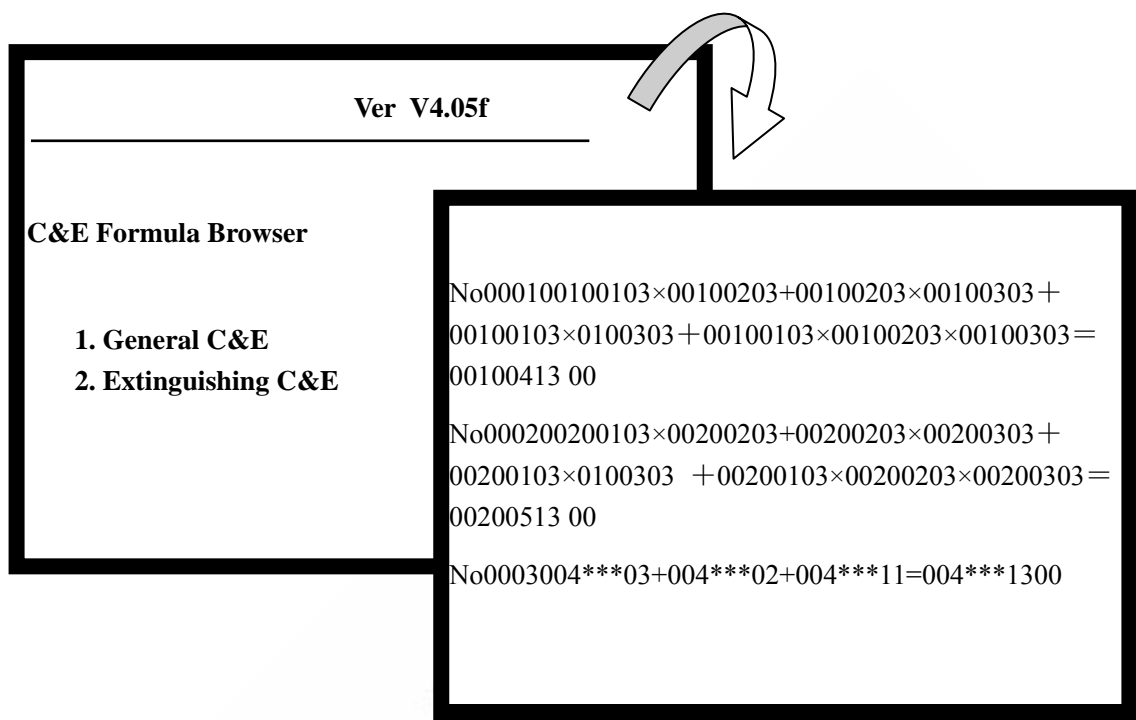 Ver V4.05f
C&E Formula Browser
1. General C&E
2. Extinguishing C&E
No000100100103×00100203+00100203×00100303＋
00100103×0100303＋00100103×00100203×00100303＝
00100413 00
No000200200103×00200203+00200203×00200303＋
00200103×0100303 ＋00200103×00200203×00200303＝
00200513 00
No0003004***03+004***02+004***11=004***1300